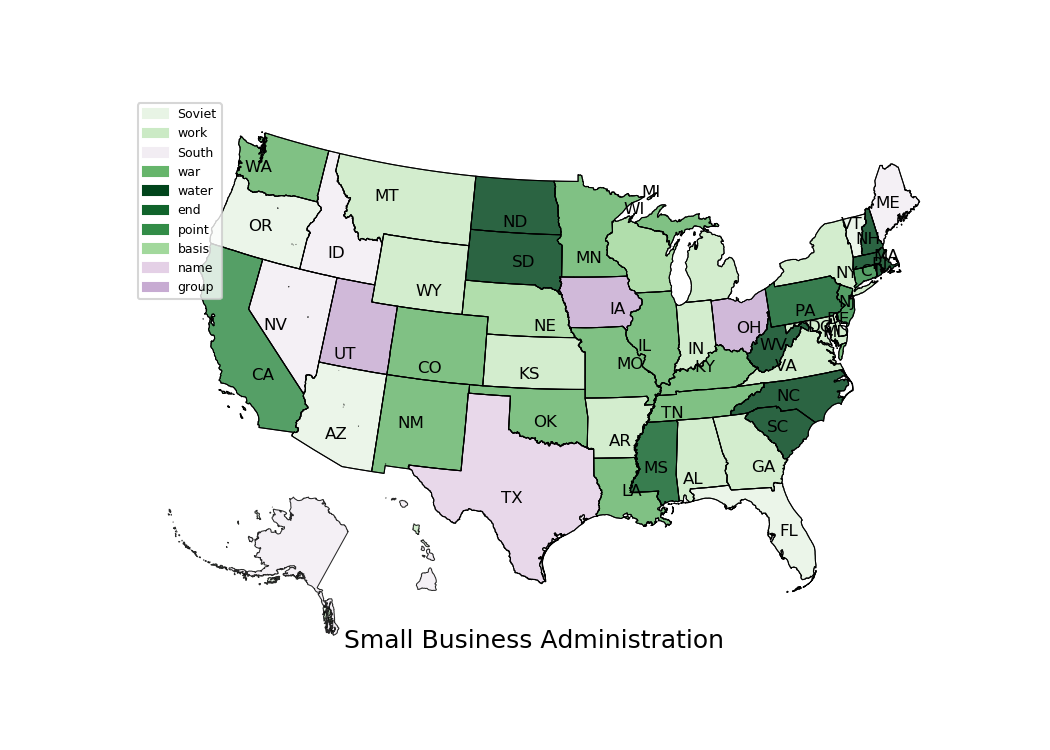 Soviet
work
South
war
water
end
point
basis
name
group
WA
MT
ND
MN
WI
MI
ME
OR
ID
SD
VT
NH
WY
NY
MA
CT
NV
NE
IA
PA
NJ
UT
OH
DE
CO
IL
IN
WV
DC
CA
KS
MO
KY
VA
NM
OK
TN
NC
AZ
AR
SC
TX
MS
AL
GA
LA
FL
Small Business Administration